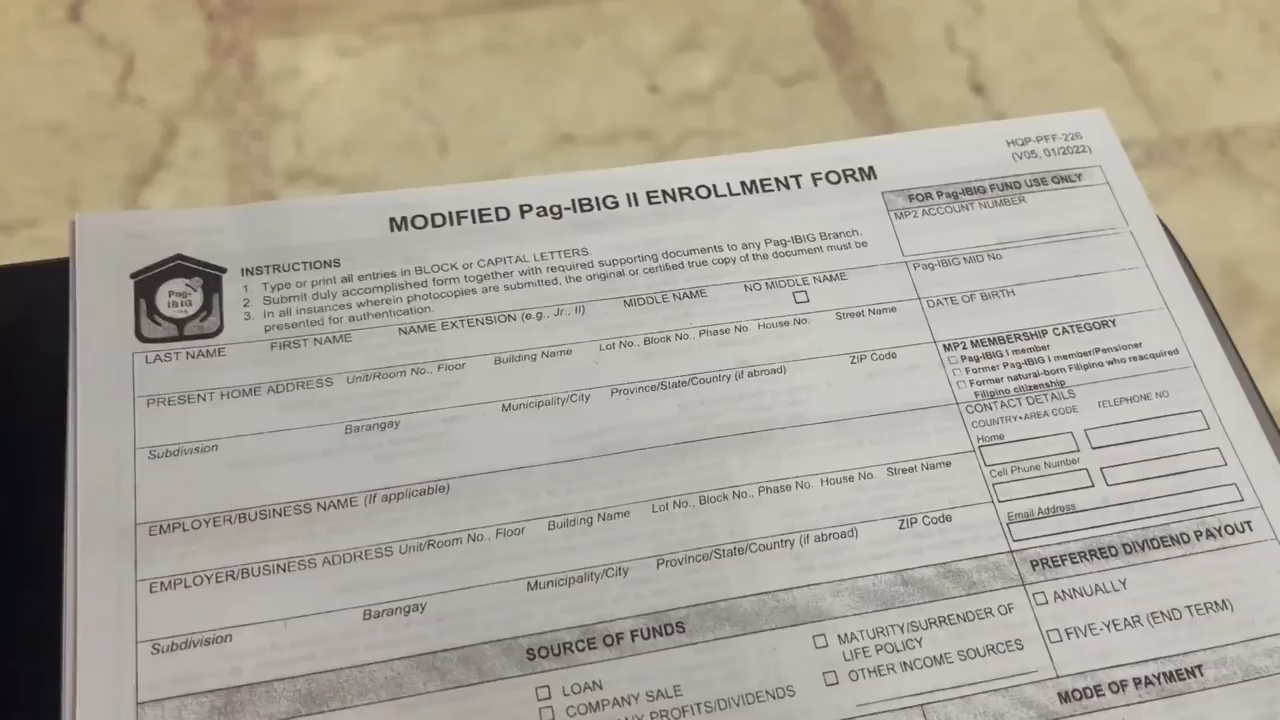 HQP-PFF-226
(V05, 01/2022)
MODIFIED Pag-IBIG II ENROLLMENT FORM
FOR Pag-IBIG FUND USE ONLY
MP2 ACCOUNT NUMBER
Pag-IBIG
INSTRUCTIONS
1. Type or print all entries in BLOCK or CAPITAL LETTERS.
2. Submit duly accomplished form together with required supporting documents to any Pag-IBIG Branch.
3. In all instances wherein photocopies are submitted, the original or certified true copy of the document must be
presented for authentication.
Pag-IBIG MID No.
LAST NAME FIRST NAME NAME EXTENSION (e.g., Jr., II) MIDDLE NAME NO MIDDLE NAME
DATE OF BIRTH
PRESENT HOME ADDRESS Unit/Room No., Floor Building Name Lot No., Block No., Phase No. House No. Street Name
MP2 MEMBERSHIP CATEGORY
Pag-IBIG I member
Former Pag-IBIG I member/Pensioner
Former natural-born Filipino who reacquired
Filipino citizenship
Subdivision Barangay Municipality/City Province/State/Country (if abroad) ZIP Code
CONTACT DETAILS
COUNTRY+AREA CODE TELEPHONE NO.
Home
Cell Phone Number
Email Address
EMPLOYER/BUSINESS NAME (If applicable)
EMPLOYER/BUSINESS ADDRESS Unit/Room No., Floor Building Name Lot No., Block No., Phase No. House No. Street Name
Subdivision Barangay Municipality/City Province/State/Country (if abroad) ZIP Code
PREFERRED DIVIDEND PAYOUT
ANNUALLY
FIVE-YEAR (END TERM)
SOURCE OF FUNDS
LOAN
COMPANY SALE
PROFITS/DIVIDENDS
MATURITY/SURRENDER OF
LIFE POLICY
OTHER INCOME SOURCES
MODE OF PAYMENT